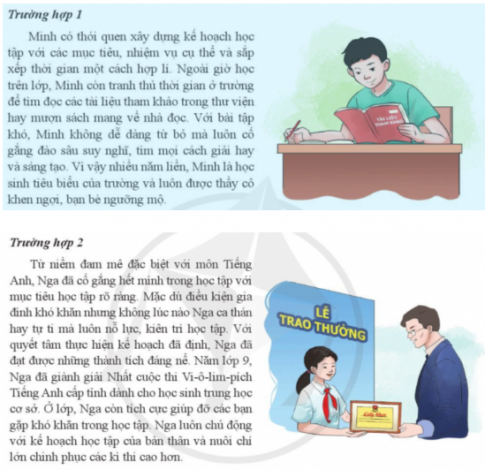 Trường hợp 1
Minh có thói quen xây dựng kế hoạch học
tập với các mục tiêu, nhiệm vụ cụ thể và sắp
xếp thời gian một cách hợp lí. Ngoài giờ học
trên lớp, Minh còn tranh thủ thời gian ở trường
để tìm đọc các tài liệu tham khảo trong thư viện
hay mượn sách mang về nhà đọc. Với bài tập
khó, Minh không dễ dàng từ bỏ mà luôn cố
gắng đào sâu suy nghĩ, tìm mọi cách giải hay
và sáng tạo. Vì vậy nhiều năm liền, Minh là học
sinh tiêu biểu của trường và luôn được thầy cô
khen ngợi, bạn bè ngưỡng mộ.
TÀI LIỆU
THAM KHẢO
Trường hợp 2
Từ niềm đam mê đặc biệt với môn Tiếng
Anh, Nga đã cố gắng hết mình trong học tập với
mục tiêu học tập rõ ràng. Mặc dù điều kiện gia
đình khó khăn nhưng không lúc nào Nga ca thán
hay tự ti mà luôn nỗ lực, kiên trì học tập. Với
quyết tâm thực hiện kế hoạch đã định, Nga đã
đạt được những thành tích đáng nể. Năm lớp 9,
Nga đã giành giải Nhất cuộc thi Vi-ô-lim-pích
Tiếng Anh cấp tỉnh dành cho học sinh trung học
cơ sở. Ở lớp, Nga còn tích cực giúp đỡ các bạn
gặp khó khăn trong học tập. Nga luôn chủ động
với kế hoạch học tập của bản thân và nuôi chí
lớn chinh phục các kì thi cao hơn.
LỄ
TRAO THƯỞNG